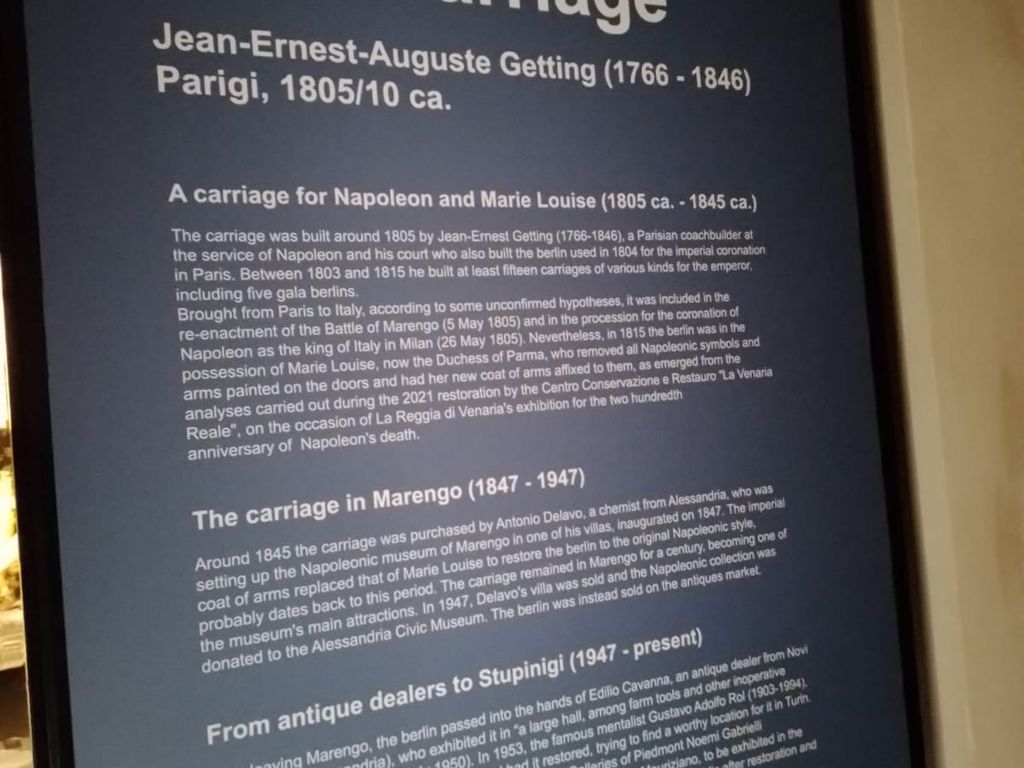 Jean-Ernest-Auguste Getting (1766 - 1846)
Parigi, 1805/10 ca.
A carriage for Napoleon and Marie Louise (1805 ca. - 1845 ca.)
The carriage was built around 1805 by Jean-Ernest Getting (1766-1846), a Parisian coachbuilder at
the service of Napoleon and his court who also built the berlin used in 1804 for the imperial coronation
in Paris. Between 1803 and 1815 he built at least fifteen carriages of various kinds for the emperor,
including five gala berlins.
Brought from Paris to Italy, according to some unconfirmed hypotheses, it was included in the
re-enactment of the Battle of Marengo (5 May 1805) and in the procession for the coronation of
Napoleon as the king of Italy in Milan (26 May 1805). Nevertheless, in 1815 the berlin was in the
possession of Marie Louise, now the Duchess of Parma, who removed all Napoleonic symbols and
arms painted on the doors and had her new coat of arms affixed to them, as emerged from the
analyses carried out during the 2021 restoration by the Centro Conservazione e Restauro "La Venaria
Reale", on the occasion of La Reggia di Venaria's exhibition for the two hundredth
anniversary of Napoleon's death.
The carriage in Marengo (1847 - 1947)
Around 1845 the carriage was purchased by Antonio Delavo, a chemist from Alessandria, who was
setting up the Napoleonic museum of Marengo in one of his villas, inaugurated on 1847. The imperial
coat of arms replaced that of Marie Louise to restore the berlin to the original Napoleonic style,
probably dates back to this period. The carriage remained in Marengo for a century, becoming one of
the museum's main attractions. In 1947, Delavo's villa was sold and the Napoleonic collection was
donated to the Alessandria Civic Museum. The berlin was instead sold on the antiques market.
From antique dealers to Stupinigi (1947 - present)
Marengo, the berlin passed into the hands of Edilio Cavanna, an antique dealer from Novi
who exhibited it in "a large hall, among farm tools and other inoperative
1950). In 1953, the famous mentalist Gustavo Adolfo Rol (1903-1994),
had it restored, trying to find a worthy location for it in Turin.
Galleries of Piedmont Noemi Gabrielli
to be exhibited in the
after restoration and